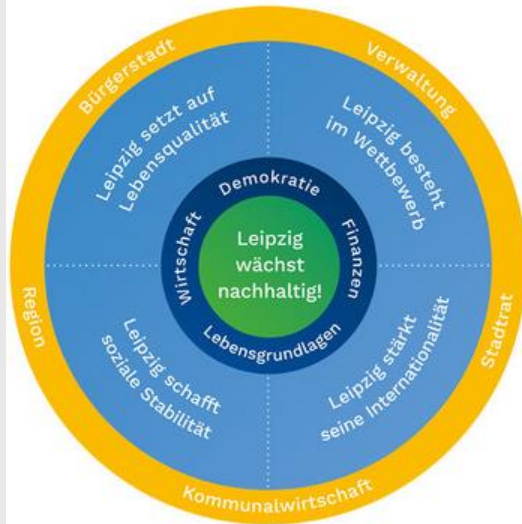 Bürgerstadt
Verwaltung
Leipzig setzt auf
Lebensqualität
Leipzig besteht
im Wettbewerb
Demokratie
Wirtschaft
Finanzen
Leipzig
wächst
nachhaltig!
Lebensgrundlagen
Region
Stadtrat
Leipzig schafft
soziale Stabilität
Leipzig stärkt
seine Internationalität
Kommunalwirtschaft